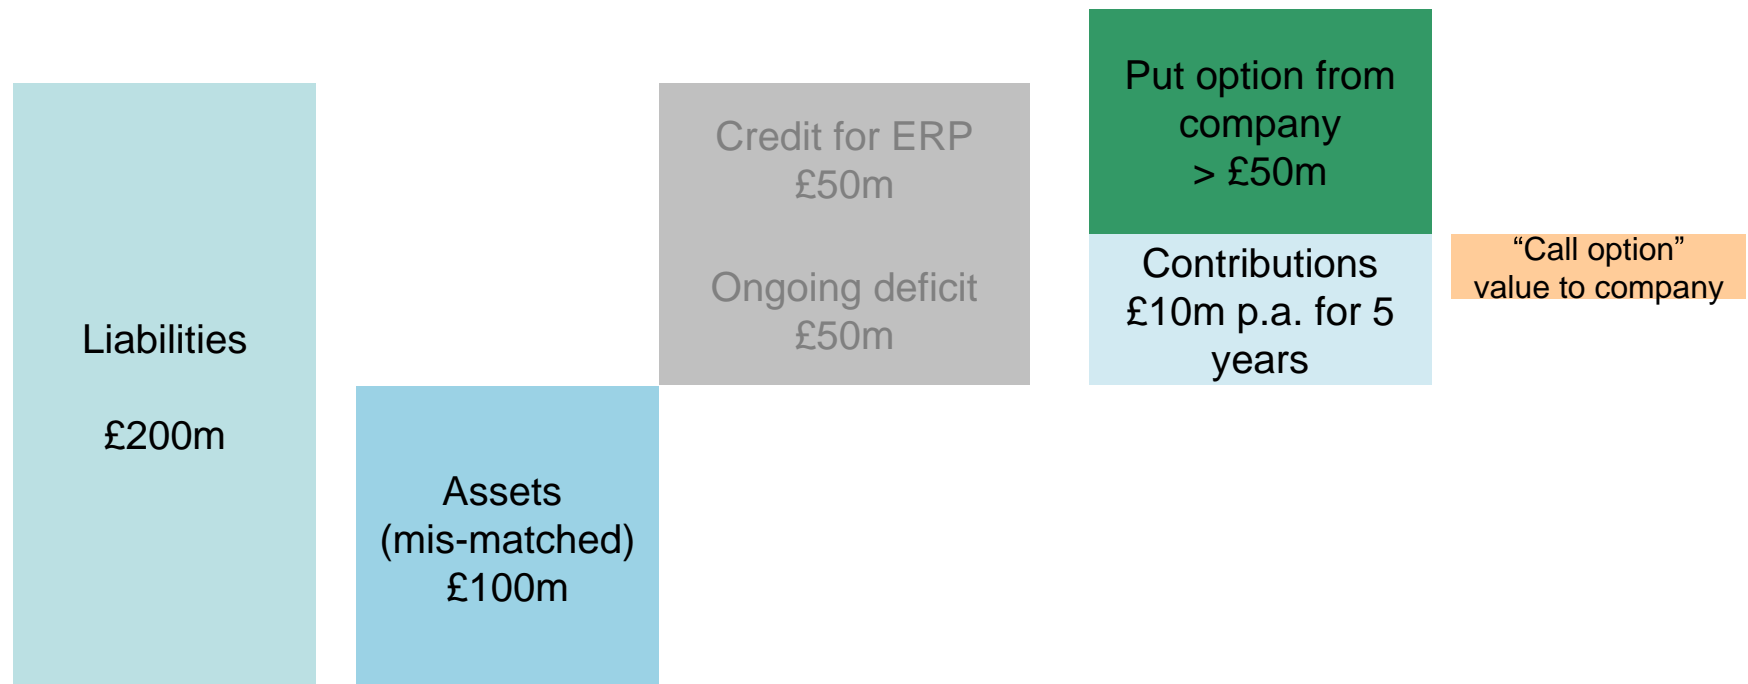 Liabilities
£200m
Assets
(mis-matched)
£100m
Credit for ERP
£50m
Ongoing deficit
£50m
Put option from
company
> £50m
Contributions
£10m p.a. for 5
years
“Call option”
value to company